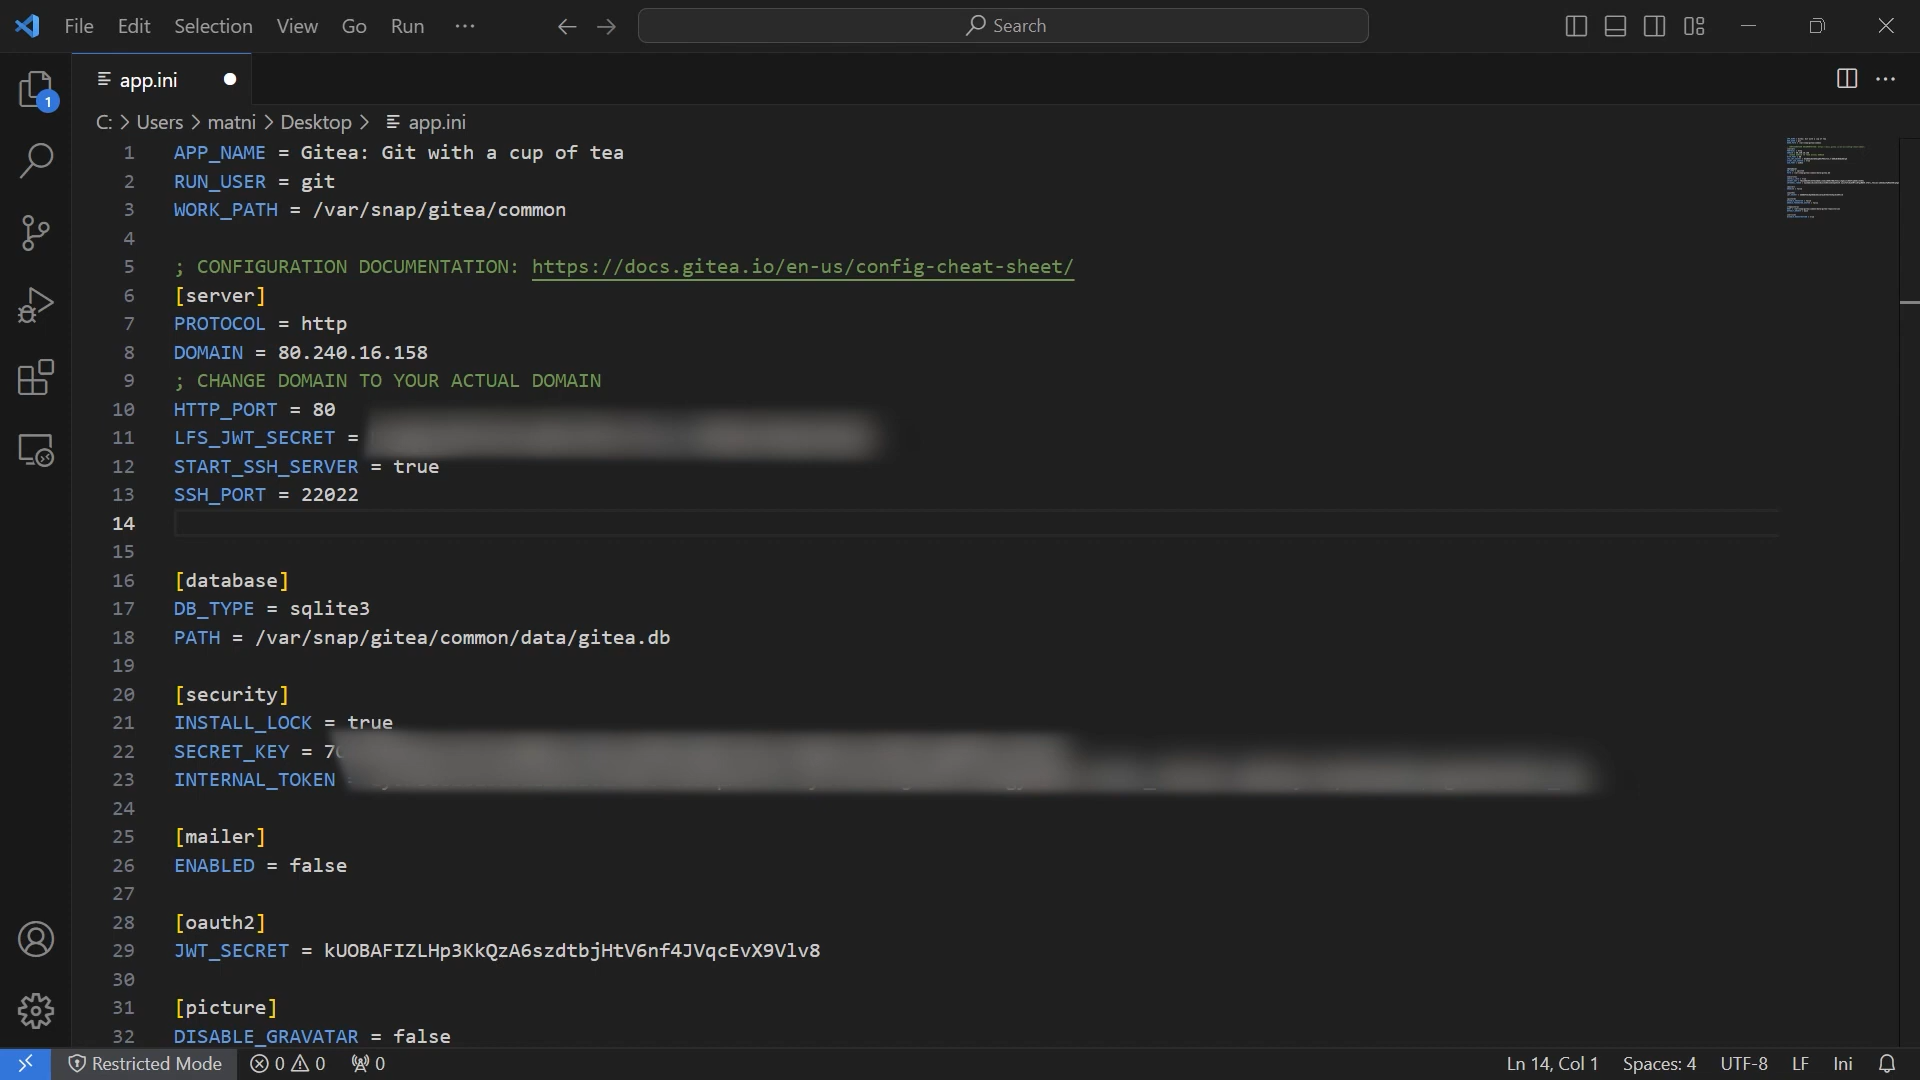 File Edit Selection View Go Run ··· Search
app.ini
C: > Users > matni > Desktop > app.ini
1 APP_NAME = Gitea: Git with a cup of tea
2 RUN_USER = git
3 WORK_PATH = /var/snap/gitea/common
4
5 ; CONFIGURATION DOCUMENTATION: https://docs.gitea.io/en-us/config-cheat-sheet/
6 [server]
7 PROTOCOL = http
8 DOMAIN = 80.240.16.158
9 ; CHANGE DOMAIN TO YOUR ACTUAL DOMAIN
10 HTTP_PORT = 80
11 LFS_JWT_SECRET =
12 START_SSH_SERVER = true
13 SSH_PORT = 22022
14
15
16 [database]
17 DB_TYPE = sqlite3
18 PATH = /var/snap/gitea/common/data/gitea.db
19
20 [security]
21 INSTALL_LOCK = true
22 SECRET_KEY =
23 INTERNAL_TOKEN
24
25 [mailer]
26 ENABLED = false
27
28 [oauth2]
29 JWT_SECRET = kUOBAFIZLHp3KkQzA6szdtbjHtV6nf4JVqcEvX9Vlv8
30
31 [picture]
32 DISABLE_GRAVATAR = false
1
Restricted Mode 0 0 0 Ln 14, Col 1 Spaces: 4 UTF-8 LF Ini